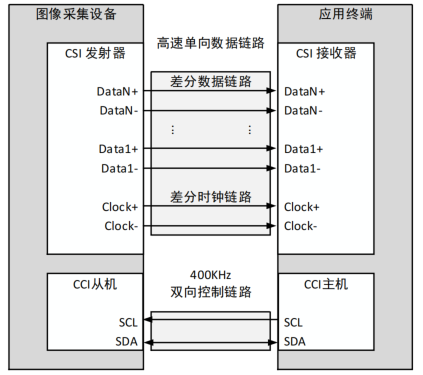 图像采集设备
应用终端
高速单向数据链路
CSI 发射器
CSI 接收器
差分数据链路
DataN+
DataN+
DataN-
DataN-
⋮ ⋮
Data1+
Data1+
Data1-
Data1-
差分时钟链路
Clock+
Clock+
Clock-
Clock-
400KHz
双向控制链路
CCI从机
CCI主机
SCL
SCL
SDA
SDA